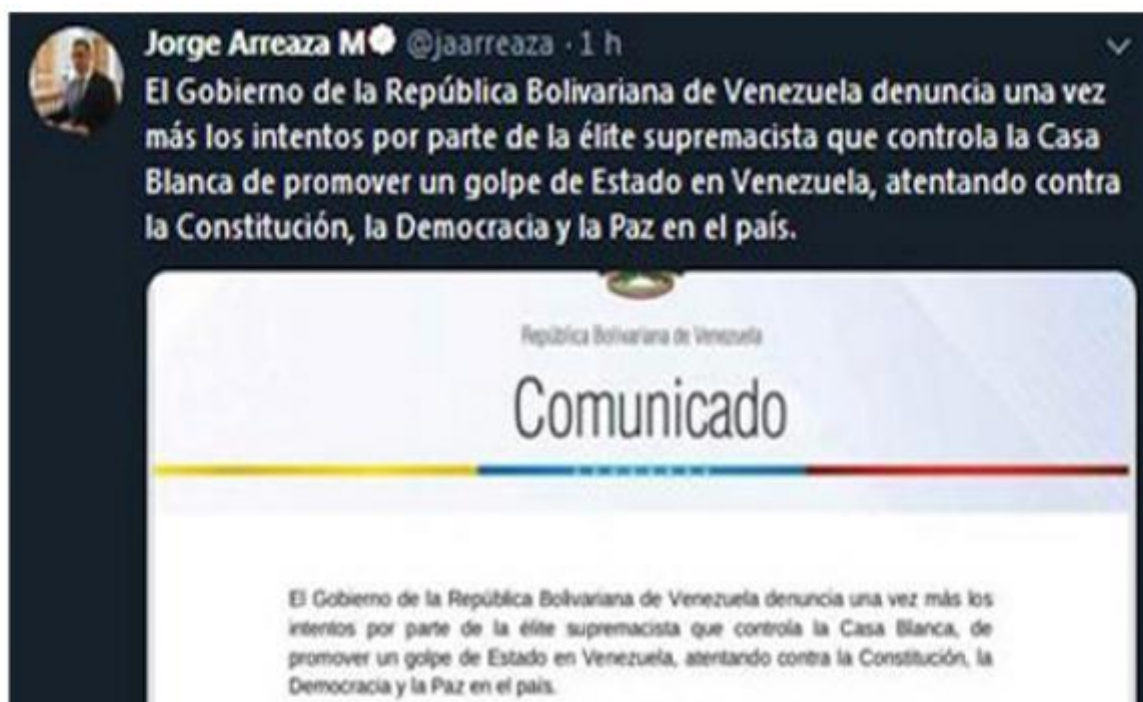 Jorge Arreaza M @jaarreaza · 1 h
El Gobierno de la República Bolivariana de Venezuela denuncia una vez
más los intentos por parte de la élite supremacista que controla la Casa
Blanca de promover un golpe de Estado en Venezuela, atentando contra
la Constitución, la Democracia y la Paz en el país.
República Bolivariana de Venezuela
Comunicado
El Gobierno de la República Bolivariana de Venezuela denuncia una vez más los
intentos por parte de la élite supremacista que controla la Casa Blanca, de
promover un golpe de Estado en Venezuela, atentando contra la Constitución, la
Democracia y la Paz en el país.